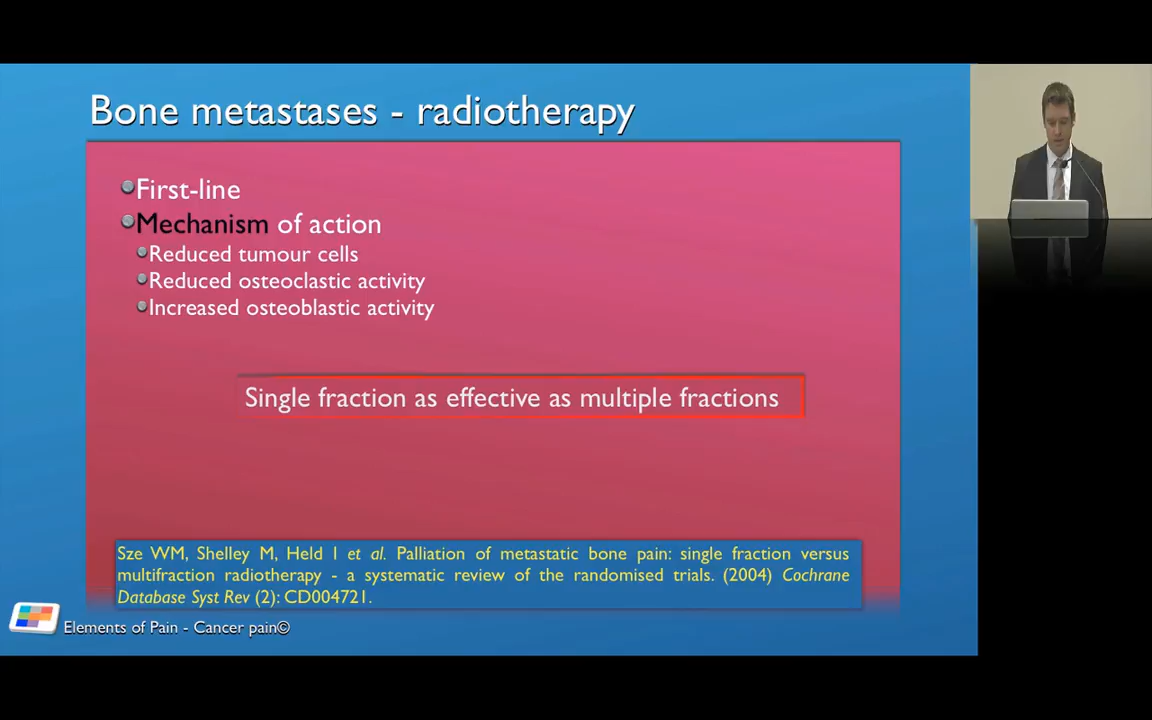 Bone metastases - radiotherapy
First-line
Mechanism of action
Reduced tumour cells
Reduced osteoclastic activity
Increased osteoblastic activity
Single fraction as effective as multiple fractions
Sze WM, Shelley M, Held I et al. Palliation of metastatic bone pain: single fraction versus
multifraction radiotherapy - a systematic review of the randomised trials. (2004) Cochrane
Database Syst Rev (2): CD004721.
Elements of Pain - Cancer pain©